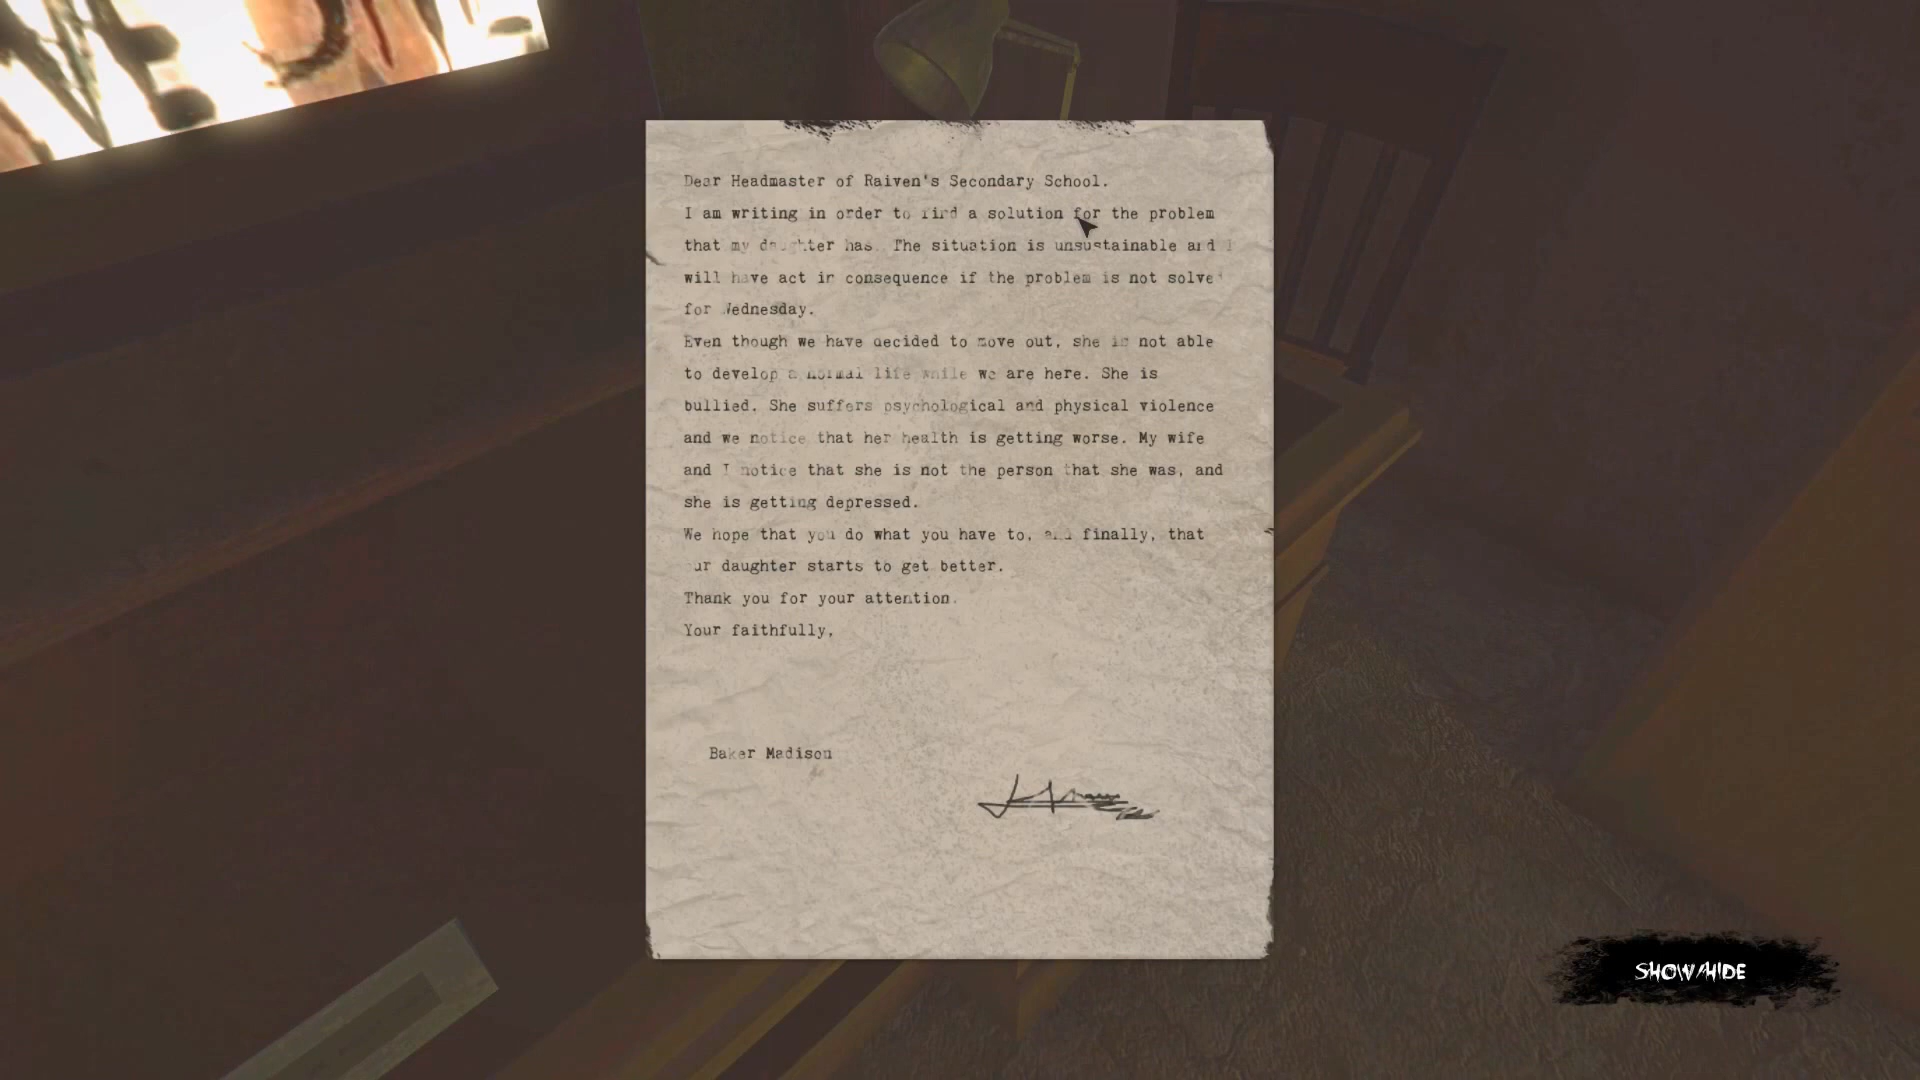 Dear Headmaster of Raiven's Secondary School.
I am writing in order to find a solution for the problem
that my daughter has. The situation is unsustainable and I
will have act in consequence if the problem is not solved
for Wednesday.
Even though we have decided to move out, she is not able
to develop a normal life while we are here. She is
bullied. She suffers psychological and physical violence
and we notice that her health is getting worse. My wife
and I notice that she is not the person that she was, and
she is getting depressed.
We hope that you do what you have to, and finally, that
our daughter starts to get better.
Thank you for your attention.
Your faithfully,
Baker Madison
SHOW/HIDE